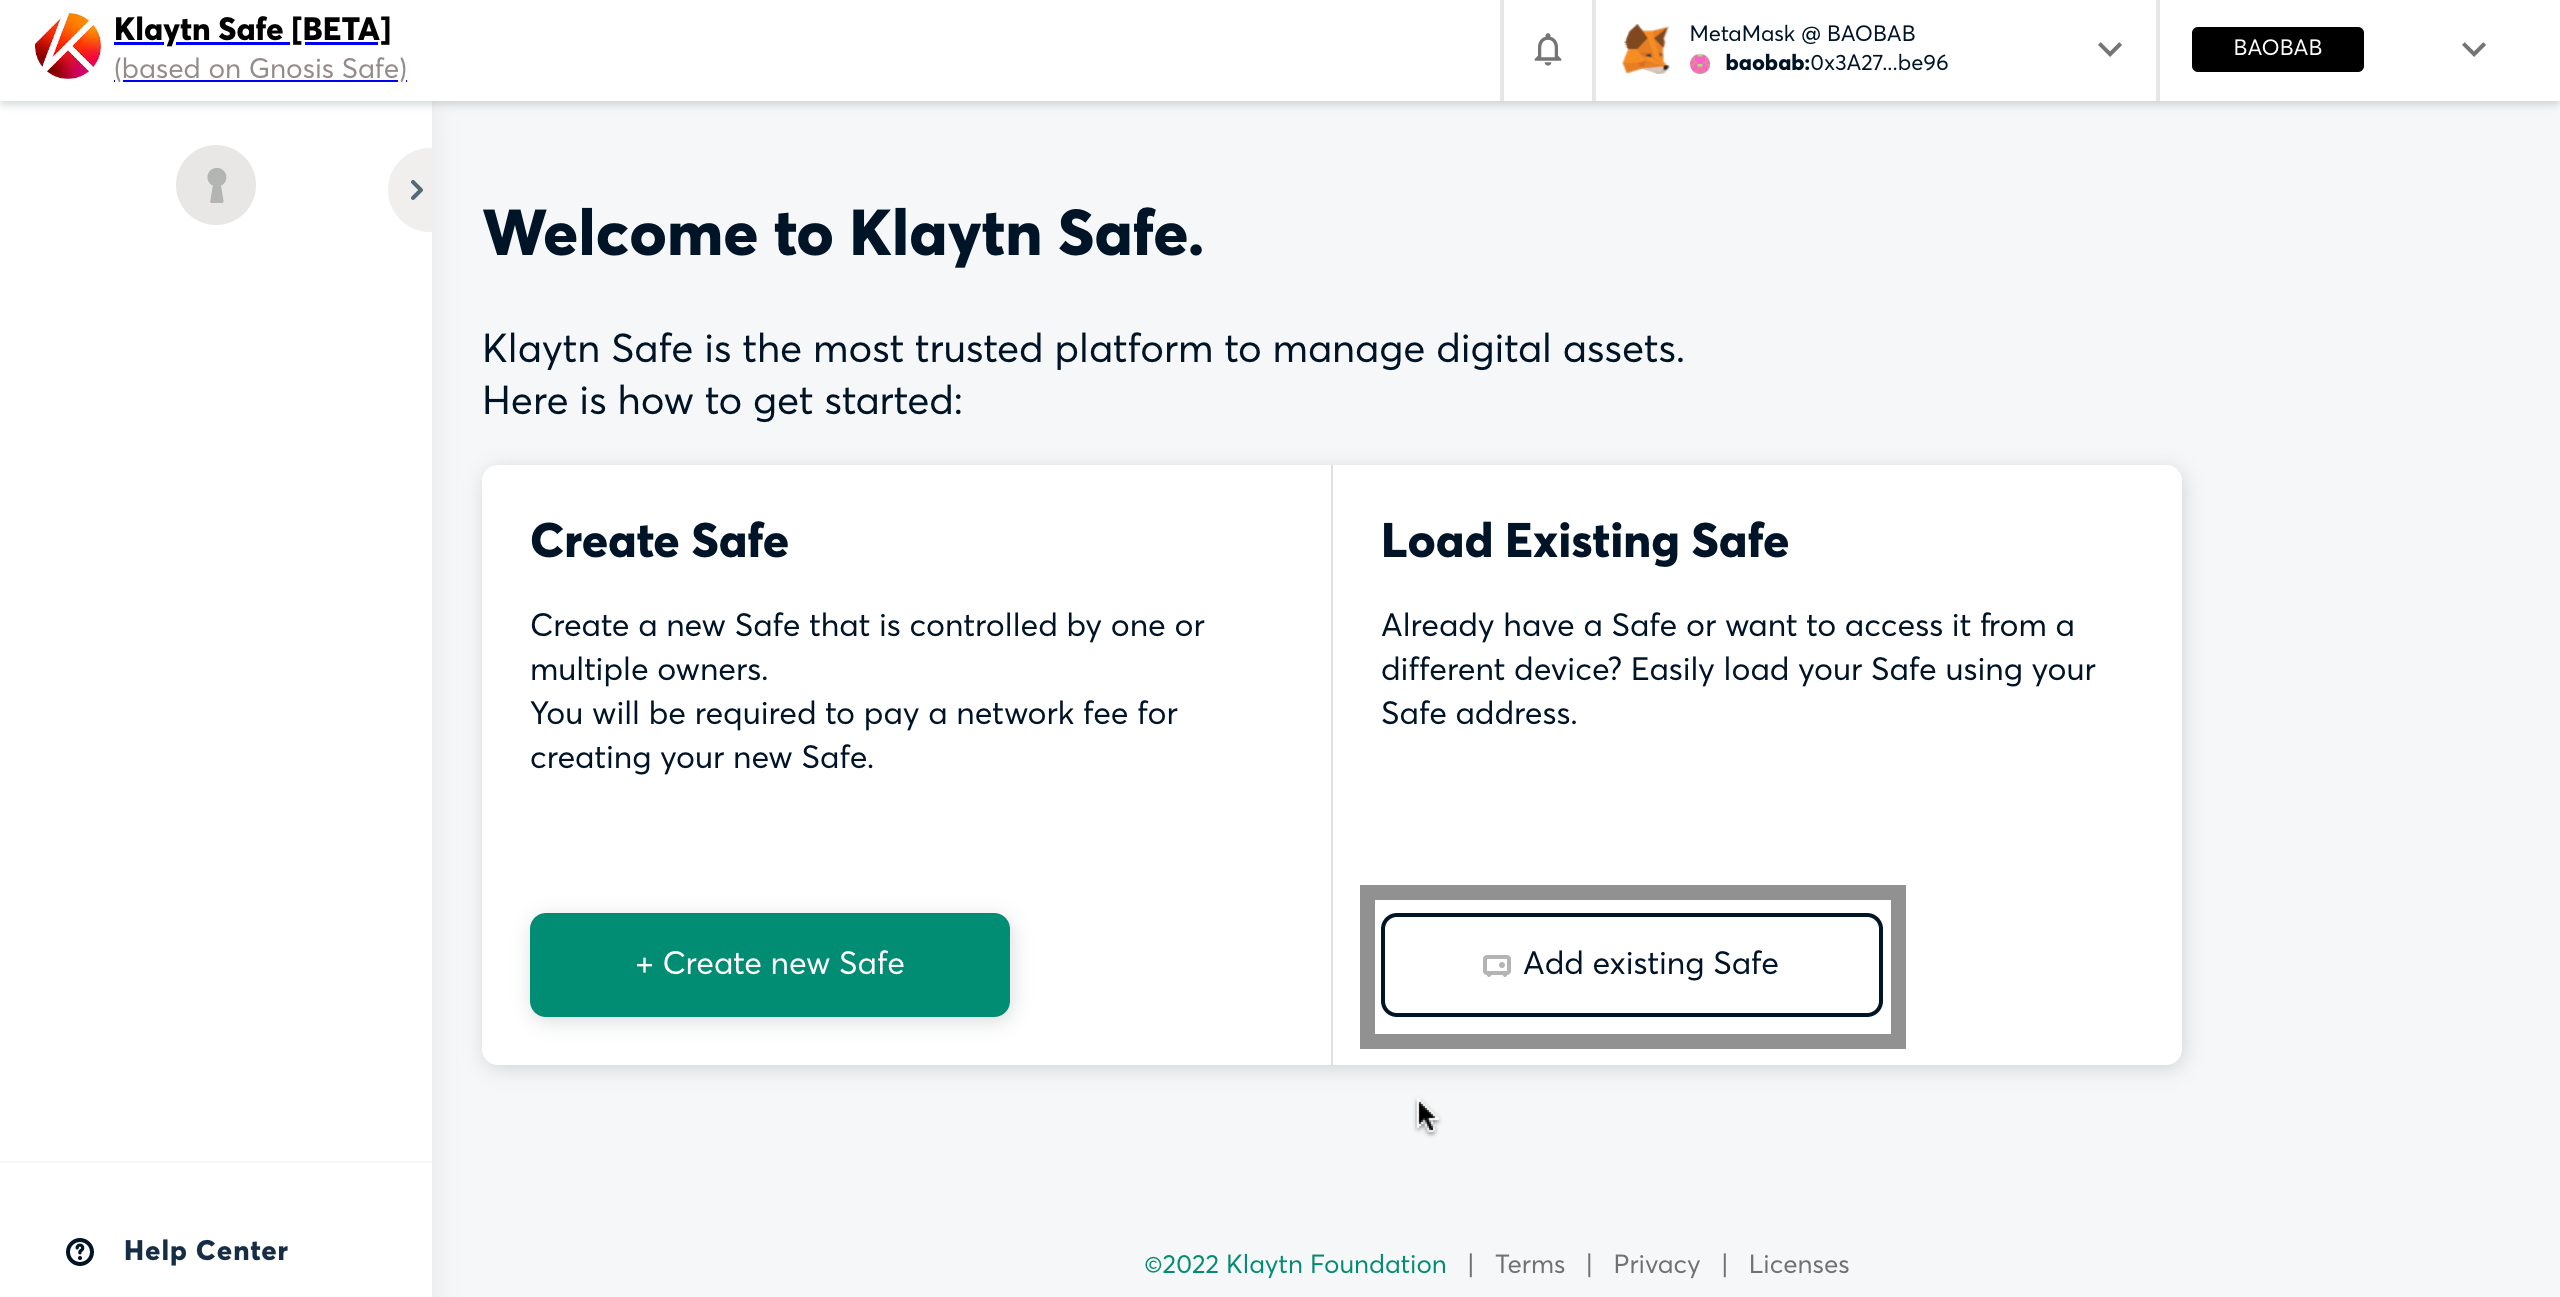 Klaytn Safe [BETA]
(based on Gnosis Safe)
MetaMask @ BAOBAB
baobab:0x3A27...be96
BAOBAB
Welcome to Klaytn Safe.
Klaytn Safe is the most trusted platform to manage digital assets.
Here is how to get started:
Create Safe
Create a new Safe that is controlled by one or
multiple owners.
You will be required to pay a network fee for
creating your new Safe.
+ Create new Safe
Load Existing Safe
Already have a Safe or want to access it from a
different device? Easily load your Safe using your
Safe address.
Add existing Safe
Help Center
©2022 Klaytn Foundation | Terms | Privacy | Licenses